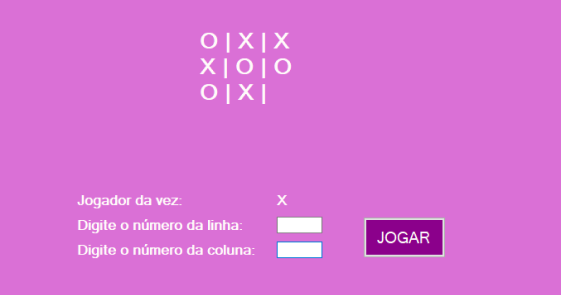 O | X | X
X | O | O
O | X |
Jogador da vez: X
Digite o número da linha:
Digite o número da coluna:
JOGAR